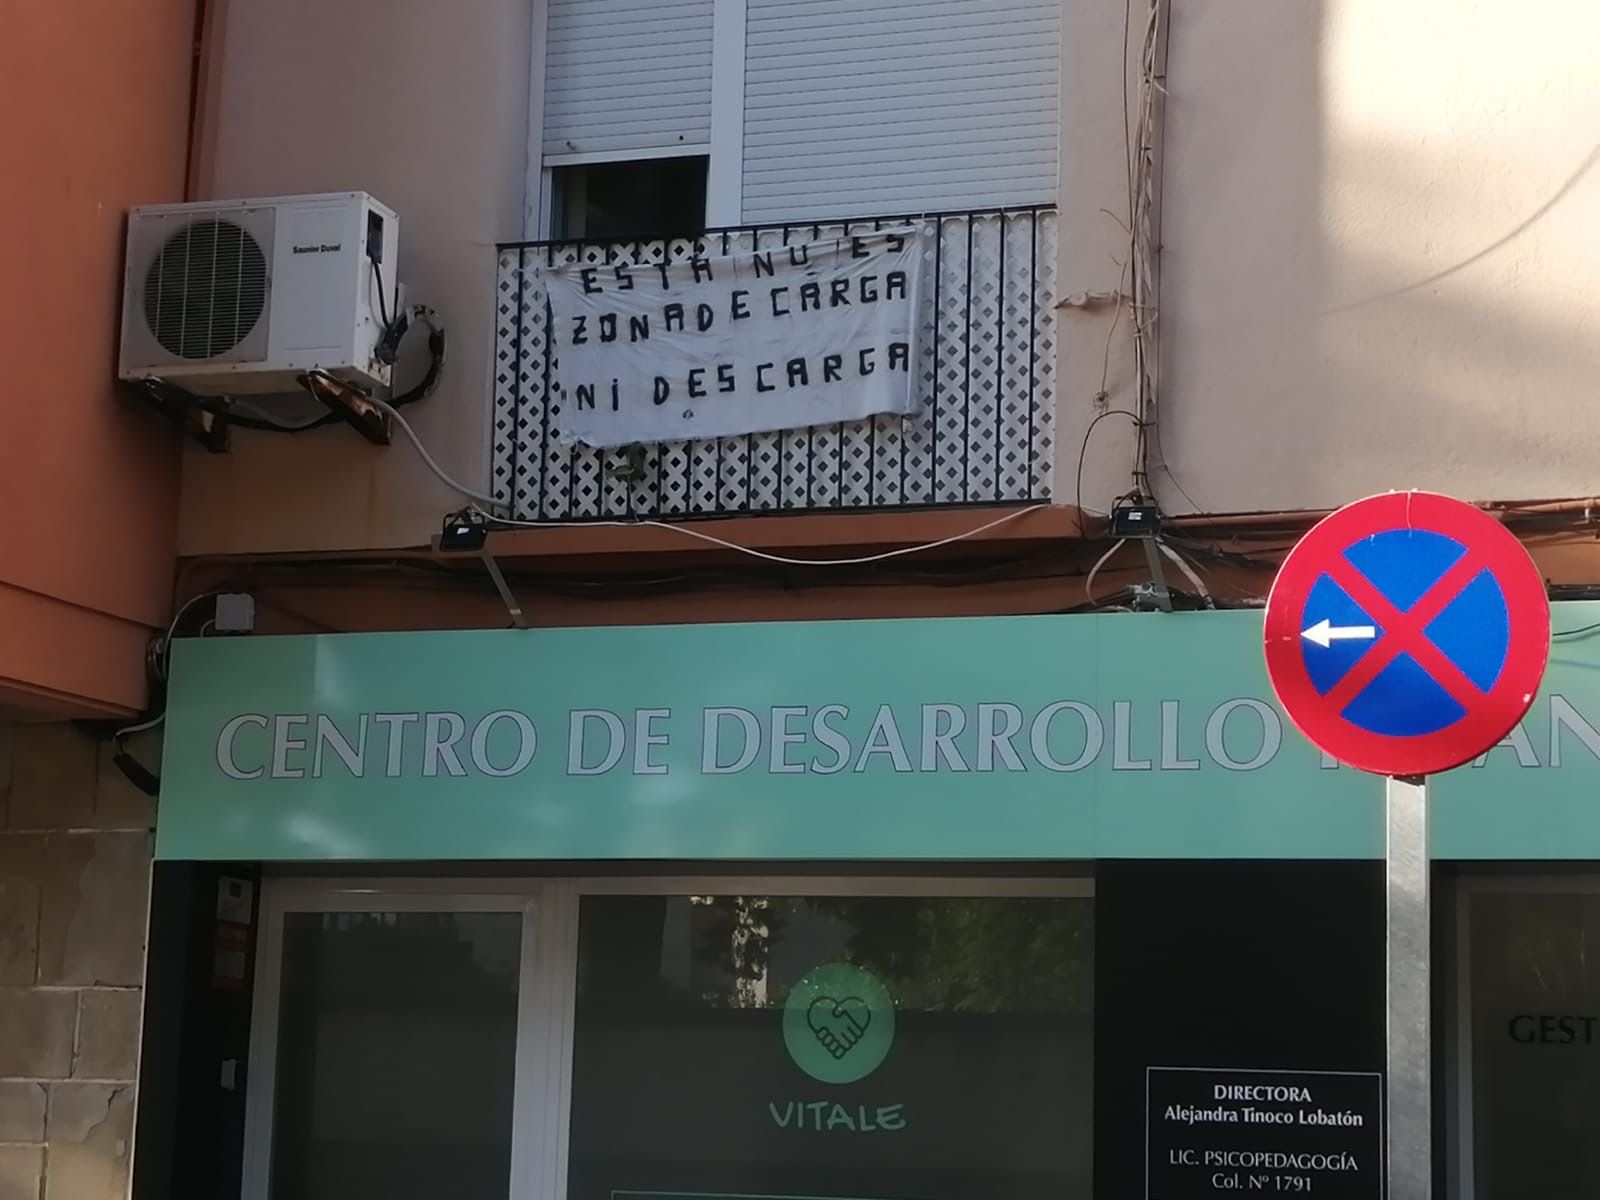 Saunier Duval
ESTA NO ES
ZONA DE CARGA
NI DESCARGA
CENTRO DE DESARROLLO
VITALE
DIRECTORA
Alejandra Tinoco Lobatón
LIC. PSICOPEDAGOGÍA
Col. Nº 1791
GEST